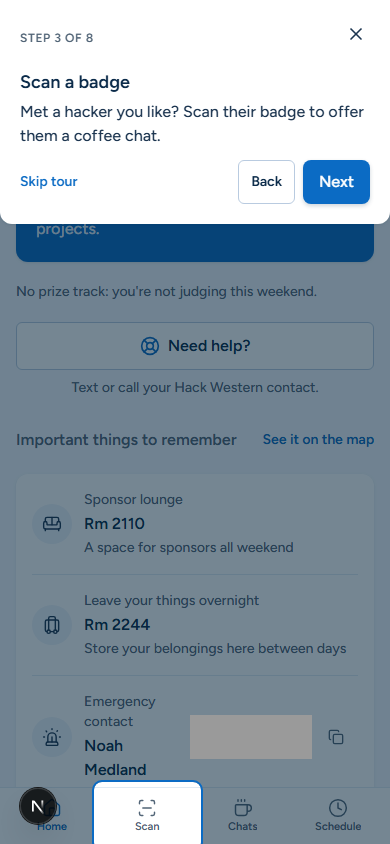 STEP 3 OF 8
Scan a badge
Met a hacker you like? Scan their badge to offer
them a coffee chat.
Skip tour
Back
Next
projects.
No prize track: you're not judging this weekend.
Need help?
Text or call your Hack Western contact.
Important things to remember
See it on the map
Sponsor lounge
Rm 2110
A space for sponsors all weekend
Leave your things overnight
Rm 2244
Store your belongings here between days
Emergency
contact
Noah
Medland
N
Home
Scan
Chats
Schedule